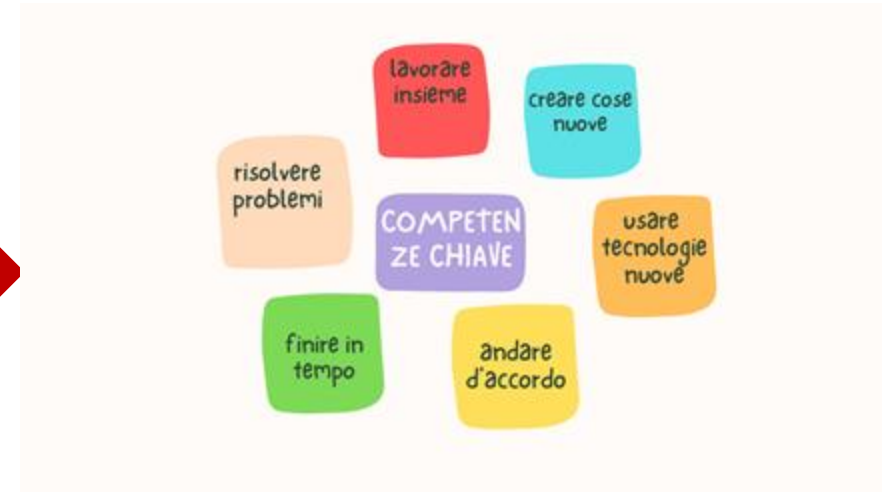 lavorare
insieme
creare cose
nuove
risolvere
problemi
COMPETEN
ZE CHIAVE
usare
tecnologie
nuove
finire in
tempo
andare
d'accordo